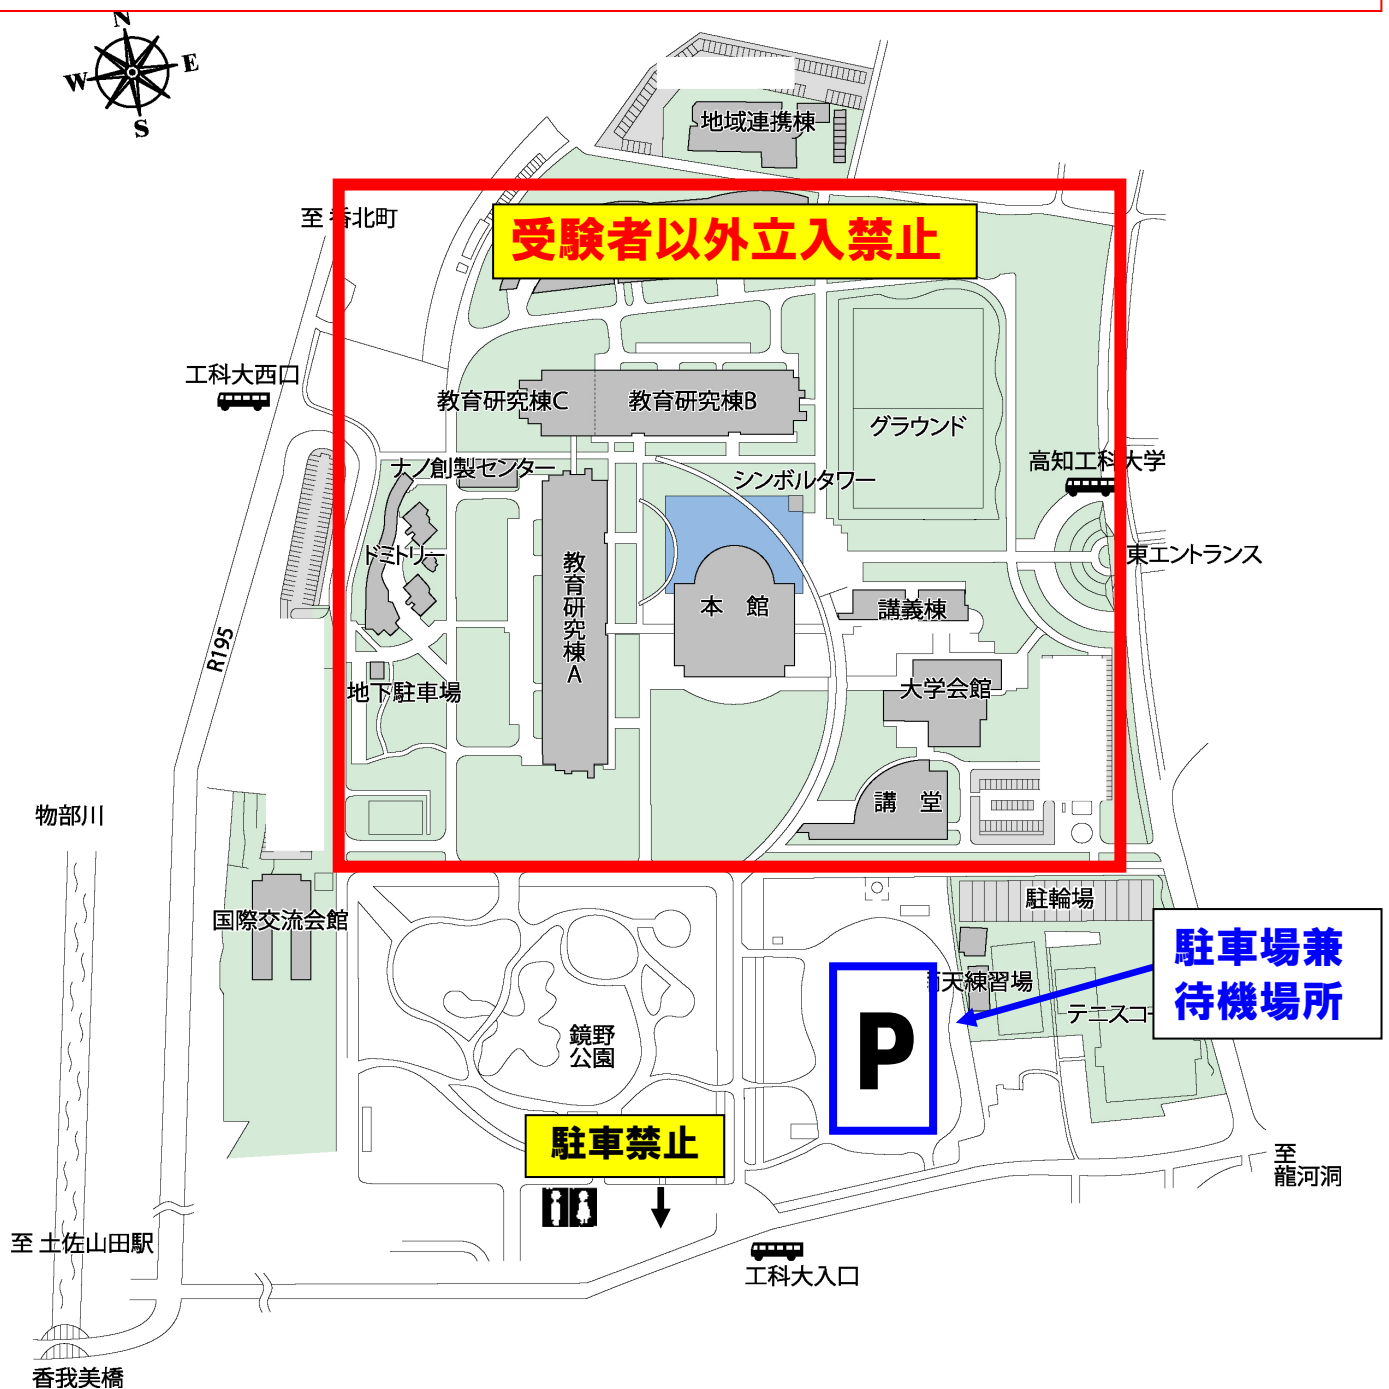 N
W
E
S
地域連携棟
至 香北町
受験者以外立入禁止
工科大西口
教育研究棟C
教育研究棟B
グラウンド
高知工科大学
ナノ創製センター
シンボルタワー
ドミトリー
教育研究棟A
東エントランス
本 館
講義棟
R195
地下駐車場
大学会館
物部川
講 堂
国際交流会館
駐輪場
駐車場兼
待機場所
雨天練習場
テニスコー
P
鏡野
公園
駐車禁止
至
龍河洞
至 土佐山田駅
工科大入口
香我美橋